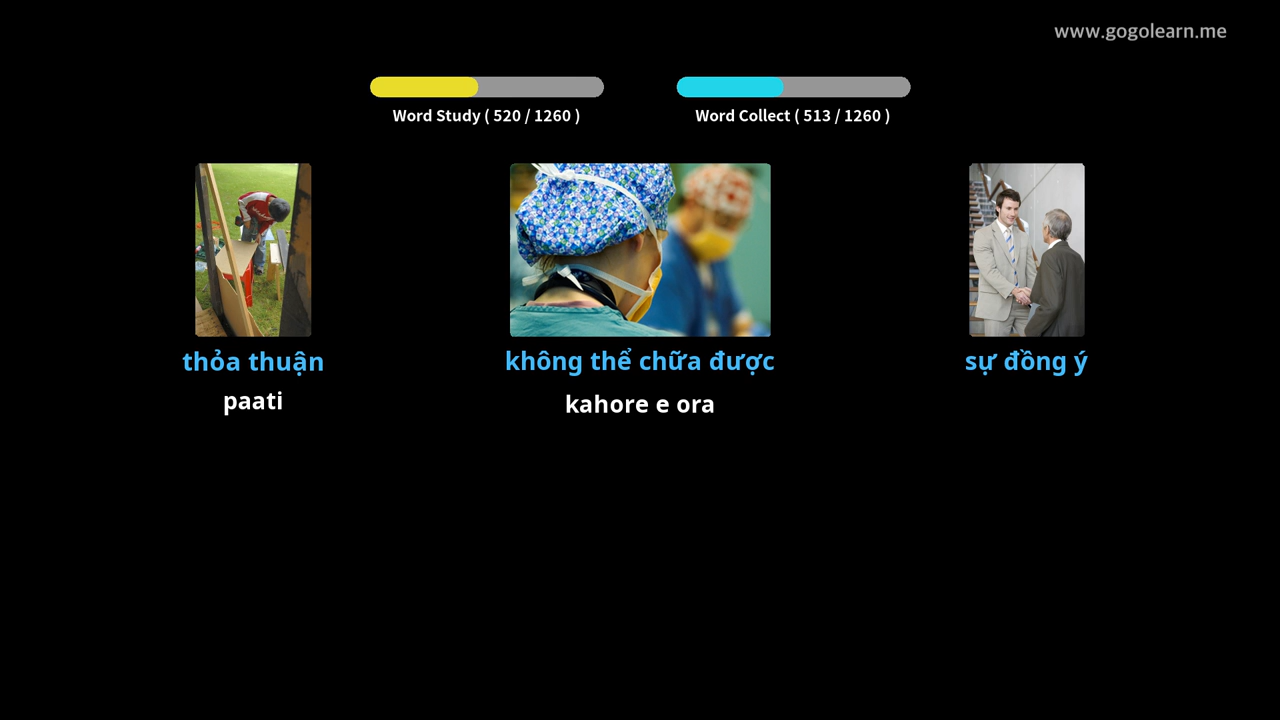 www.gogolearn.me
Word Study ( 520 / 1260 )
Word Collect ( 513 / 1260 )
thỏa thuận
không thể chữa được
sự đồng ý
paati
kahore e ora